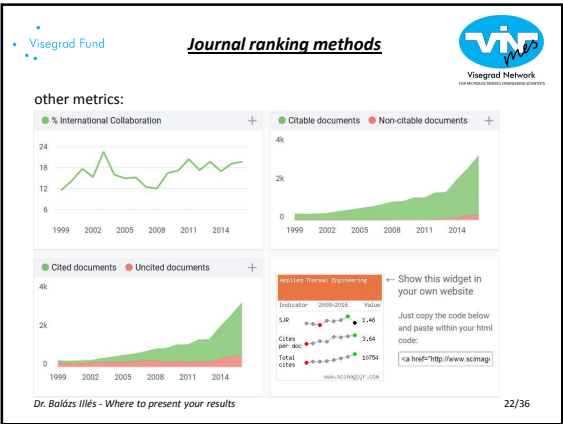 Visegrad Fund
Journal ranking methods
VINmes
Visegrad Network
FOR MICROELECTRONICS ENGINEERING SCIENTISTS
other metrics:
% International Collaboration +
24
18
12
6
1999 2002 2005 2008 2011 2014
Citable documents Non-citable documents +
4k
2k
0
1999 2002 2005 2008 2011 2014
Cited documents Uncited documents +
4k
2k
0
1999 2002 2005 2008 2011 2014
Applied Thermal Engineering
Indicator 2009-2016 Value
SJR 1.46
Cites
per doc 3.64
Total
cites 10754
www.scimagojr.com
← Show this widget in
your own website
Just copy the code below
and paste within your html
code:
<a href="http://www.scimag
Dr. Balázs Illés - Where to present your results
22/36